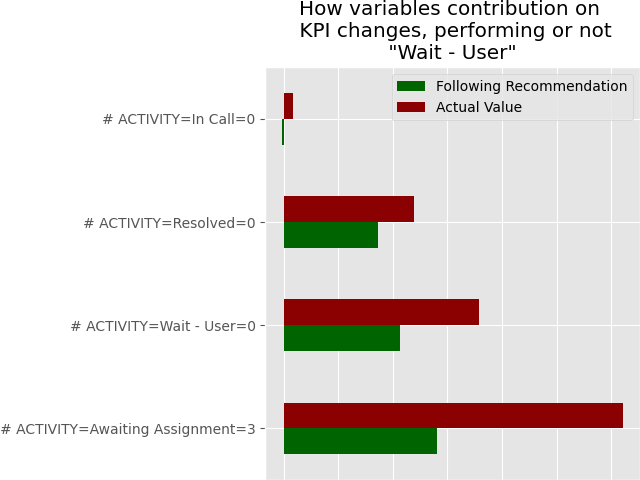 How variables contribution on
KPI changes, performing or not
"Wait - User"
Following Recommendation
Actual Value
# ACTIVITY=In Call=0
# ACTIVITY=Resolved=0
# ACTIVITY=Wait - User=0
# ACTIVITY=Awaiting Assignment=3